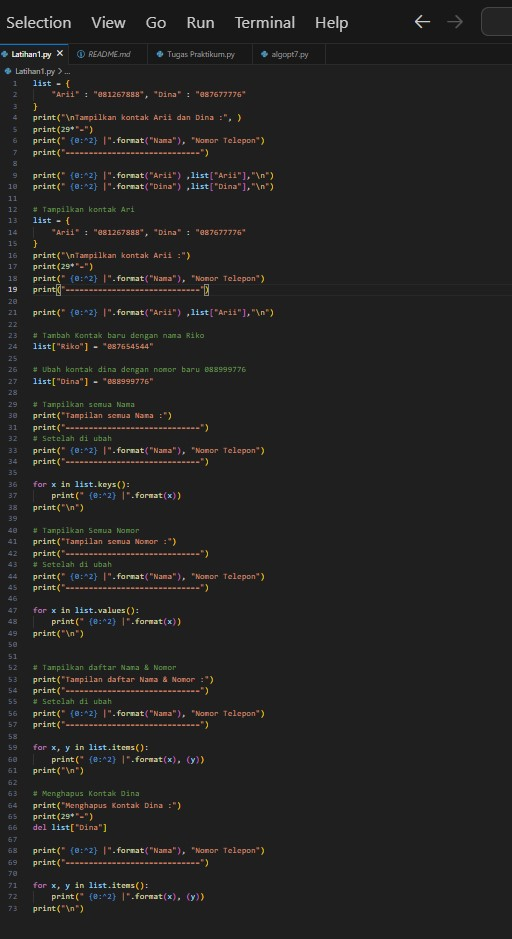 Selection View Go Run Terminal Help
Latihan1.py README.md Tugas Praktikum.py algopt7.py
Latihan1.py > ...
1 list = {
2 "Arii" : "081267888", "Dina" : "087677776"
3 }
4 print("\nTampilkan kontak Arii dan Dina :", )
5 print(29*"=")
6 print(" {0:^2} |".format("Nama"), "Nomor Telepon")
7 print("=============================")
8
9 print(" {0:^2} |".format("Arii") ,list["Arii"],"\n")
10 print(" {0:^2} |".format("Dina") ,list["Dina"],"\n")
11
12 # Tampilkan kontak Ari
13 list = {
14 "Arii" : "081267888", "Dina" : "087677776"
15 }
16 print("\nTampilkan kontak Arii :")
17 print(29*"=")
18 print(" {0:^2} |".format("Nama"), "Nomor Telepon")
19 print("=============================")
20
21 print(" {0:^2} |".format("Arii") ,list["Arii"],"\n")
22
23 # Tambah Kontak baru dengan nama Riko
24 list["Riko"] = "087654544"
25
26 # Ubah kontak dina dengan nomor baru 088999776
27 list["Dina"] = "088999776"
28
29 # Tampilkan semua Nama
30 print("Tampilan semua Nama :")
31 print("=============================")
32 # Setelah di ubah
33 print(" {0:^2} |".format("Nama"), "Nomor Telepon")
34 print("=============================")
35
36 for x in list.keys():
37 print(" {0:^2} |".format(x))
38 print("\n")
39
40 # Tampilkan Semua Nomor
41 print("Tampilan semua Nomor :")
42 print("=============================")
43 # Setelah di ubah
44 print(" {0:^2} |".format("Nama"), "Nomor Telepon")
45 print("=============================")
46
47 for x in list.values():
48 print(" {0:^2} |".format(x))
49 print("\n")
50
51
52 # Tampilkan daftar Nama & Nomor
53 print("Tampilan daftar Nama & Nomor :")
54 print("=============================")
55 # Setelah di ubah
56 print(" {0:^2} |".format("Nama"), "Nomor Telepon")
57 print("=============================")
58
59 for x, y in list.items():
60 print(" {0:^2} |".format(x), (y))
61 print("\n")
62
63 # Menghapus Kontak Dina
64 print("Menghapus Kontak Dina :")
65 print(29*"=")
66 del list["Dina"]
67
68 print(" {0:^2} |".format("Nama"), "Nomor Telepon")
69 print("=============================")
70
71 for x, y in list.items():
72 print(" {0:^2} |".format(x), (y))
73 print("\n")